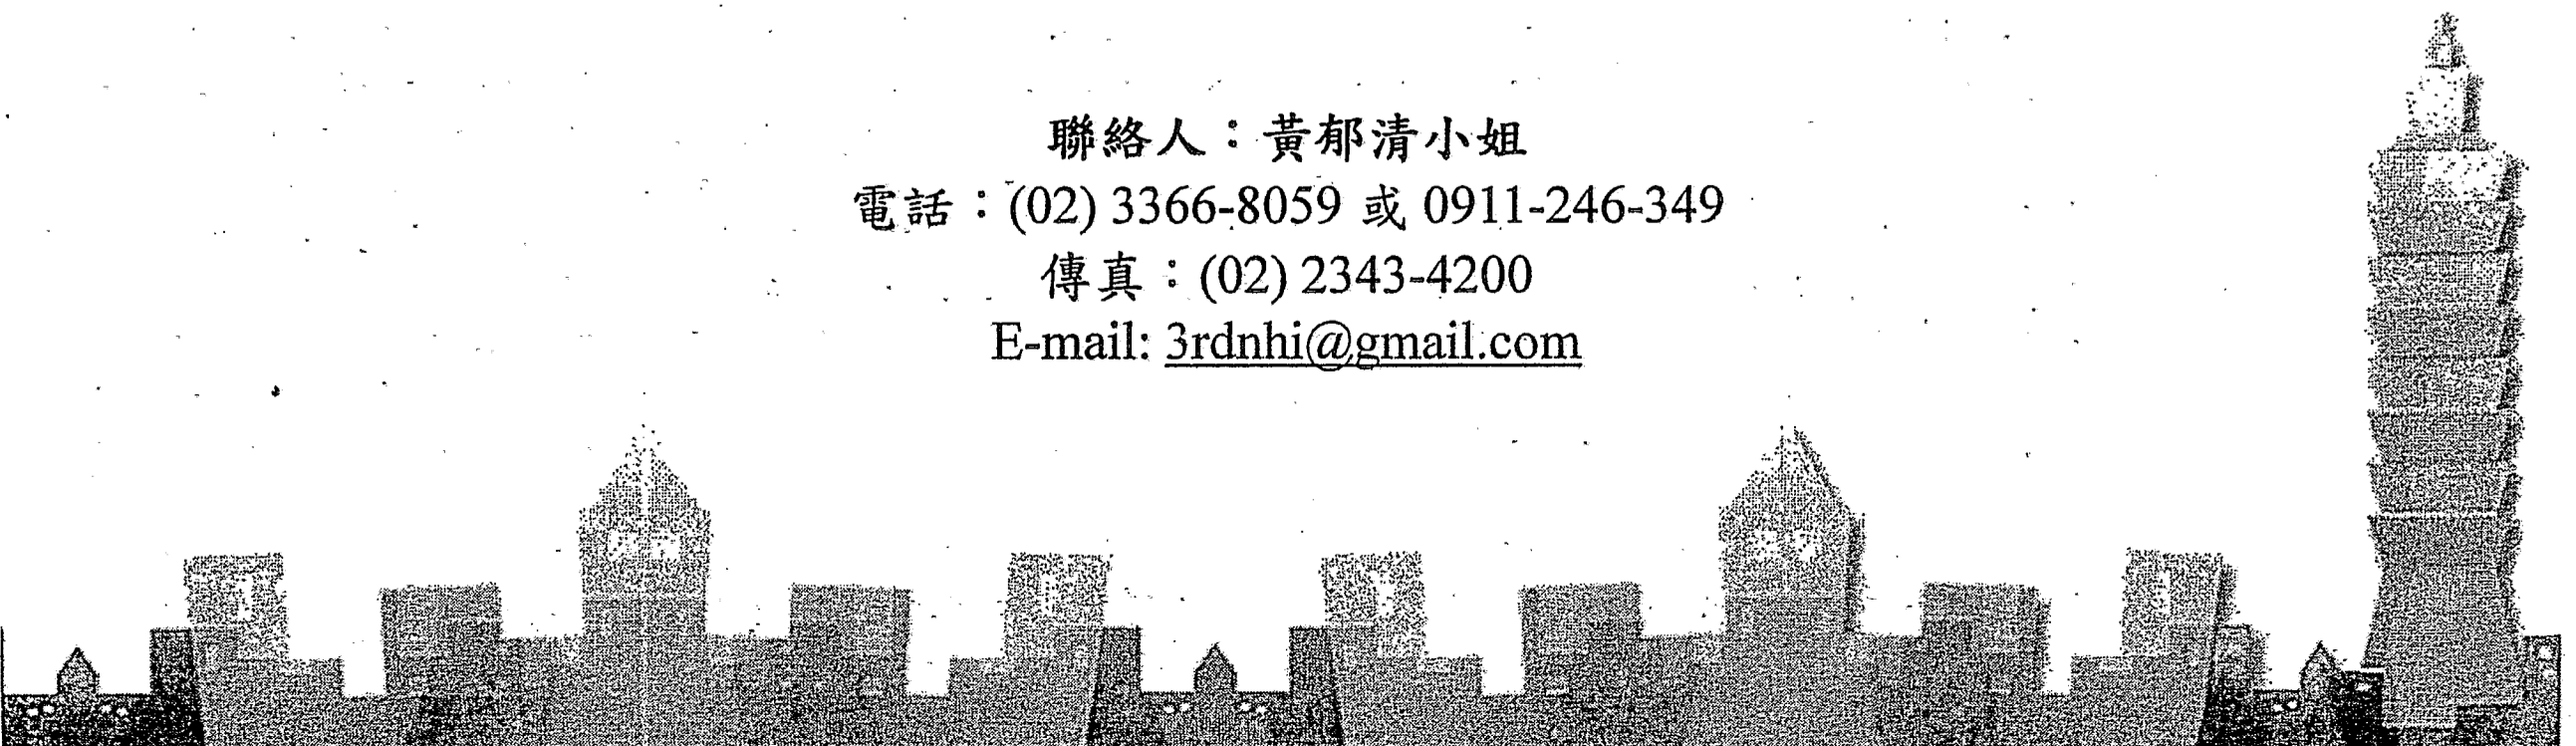 聯絡人：黃郁清小姐
電話：(02) 3366-8059 或 0911-246-349
傳真：(02) 2343-4200
E-mail: 3rdnhi@gmail.com